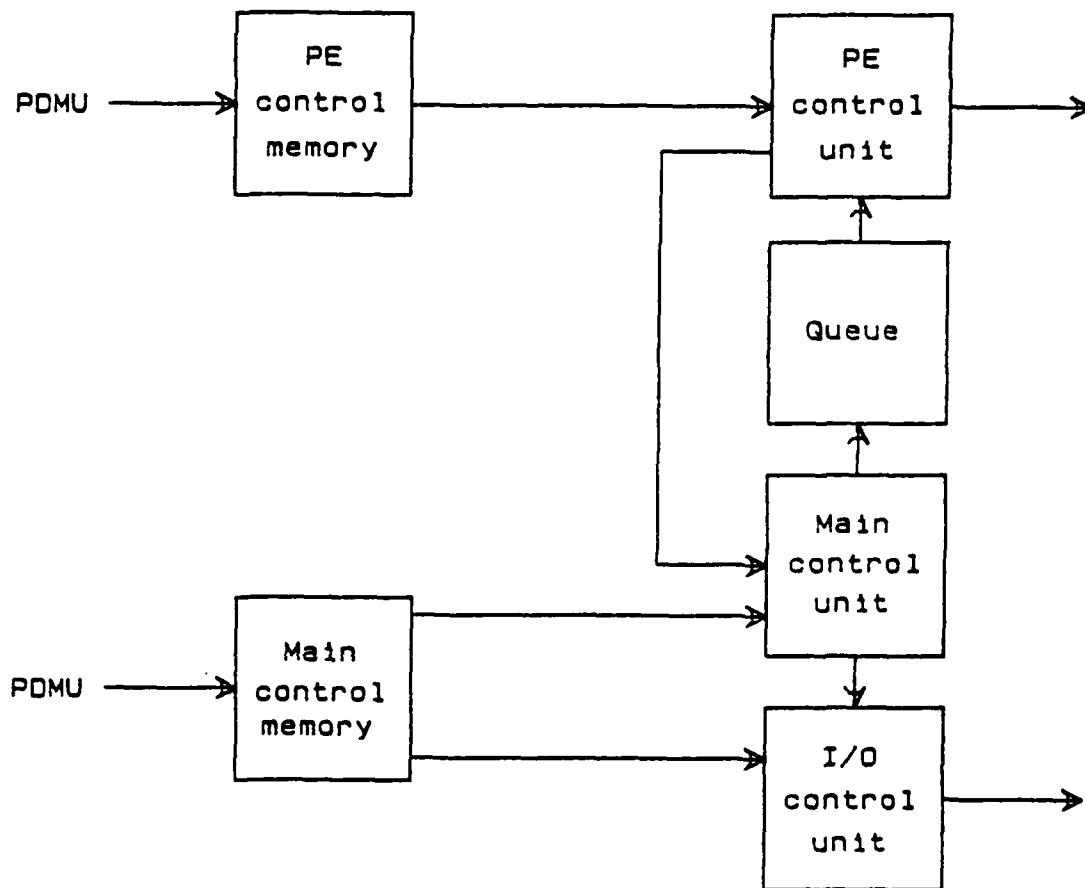 PDMU
PE
control
memory
PE
control
unit
Queue
Main
control
unit
PDMU
Main
control
memory
I/O
control
unit